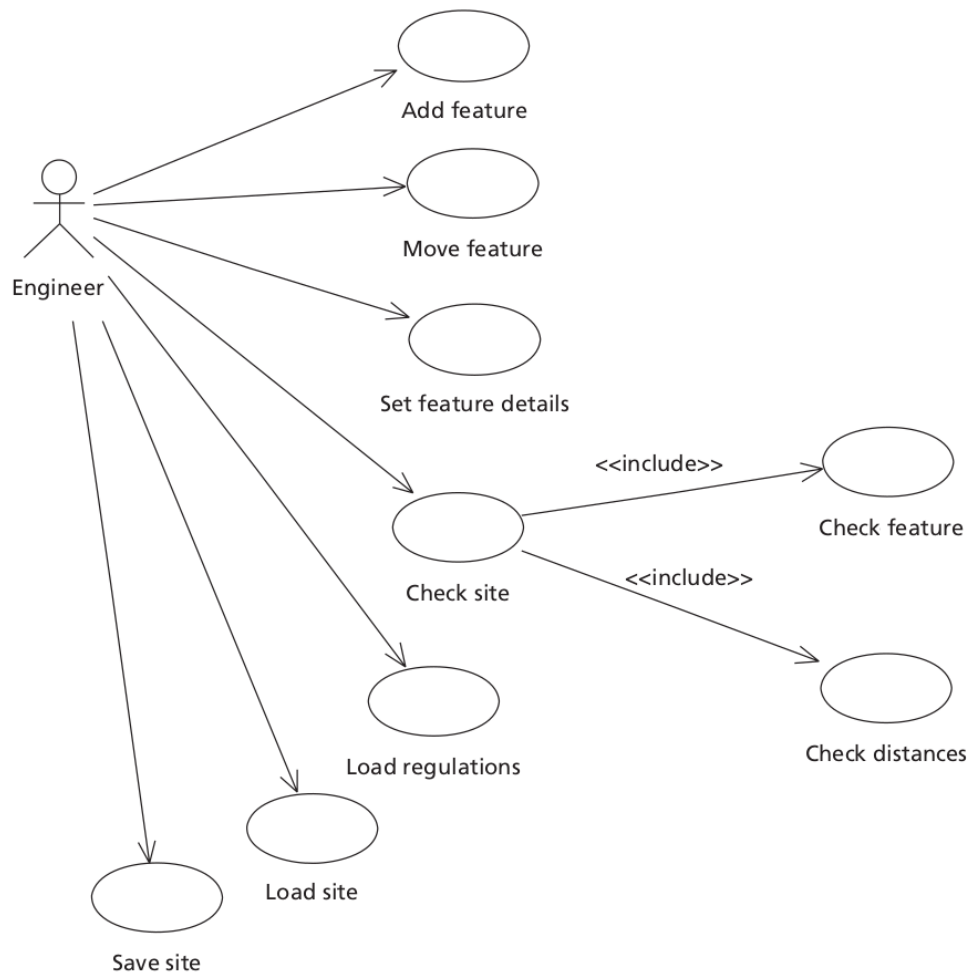 Add feature
Move feature
Engineer
Set feature details
<<include>>
Check feature
<<include>>
Check site
Check distances
Load regulations
Load site
Save site